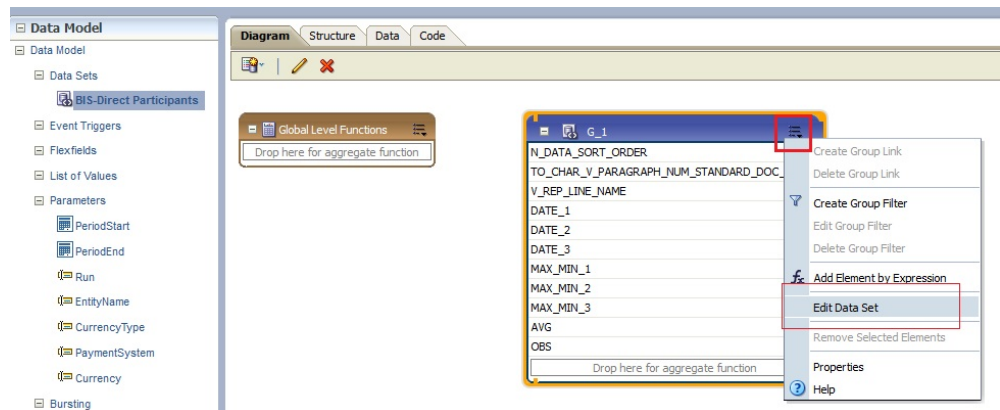 Data Model
Data Model
Data Sets
BIS-Direct Participants
Event Triggers
Flexfields
List of Values
Parameters
PeriodStart
PeriodEnd
Run
EntityName
CurrencyType
PaymentSystem
Currency
Bursting
Diagram Structure Data Code
Global Level Functions
Drop here for aggregate function
G_1
N_DATA_SORT_ORDER
TO_CHAR_V_PARAGRAPH_NUM_STANDARD_DOC_
V_REP_LINE_NAME
DATE_1
DATE_2
DATE_3
MAX_MIN_1
MAX_MIN_2
MAX_MIN_3
AVG
OBS
Drop here for aggregate function
Create Group Link
Delete Group Link
Create Group Filter
Edit Group Filter
Delete Group Filter
fx Add Element by Expression
Edit Data Set
Remove Selected Elements
Properties
? Help